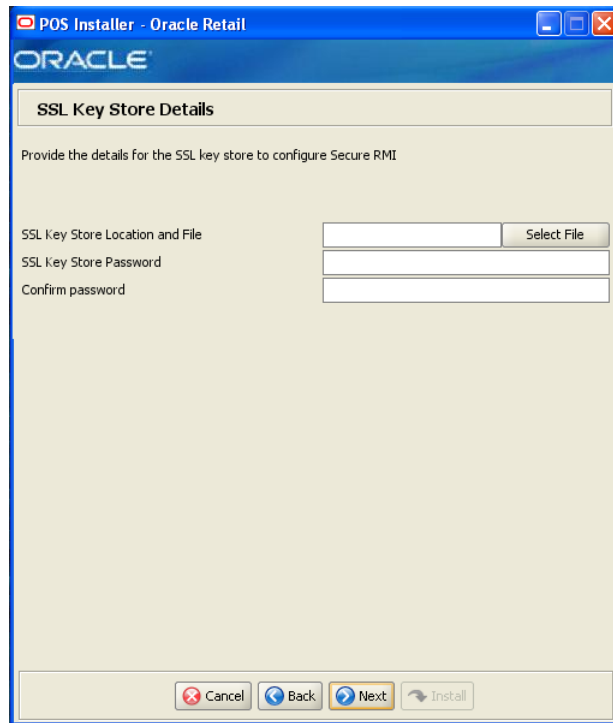 POS Installer - Oracle Retail
ORACLE
SSL Key Store Details
Provide the details for the SSL key store to configure Secure RMI
SSL Key Store Location and File
Select File
SSL Key Store Password
Confirm password
Cancel Back Next Install